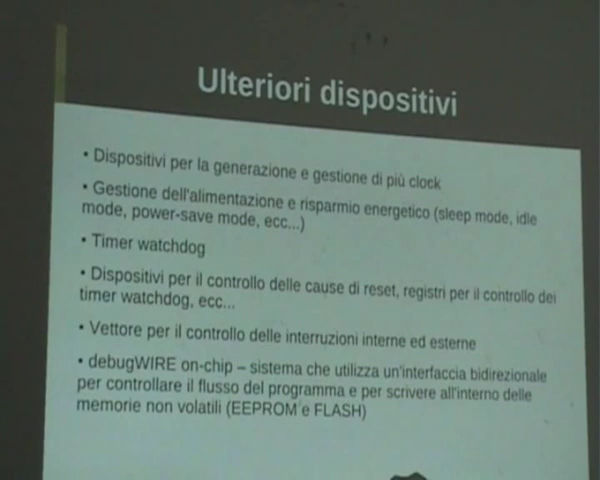 Ulteriori dispositivi
• Dispositivi per la generazione e gestione di più clock
• Gestione dell'alimentazione e risparmio energetico (sleep mode, idle
mode, power-save mode, ecc...)
• Timer watchdog
• Dispositivi per il controllo delle cause di reset, registri per il controllo dei
timer watchdog, ecc...
• Vettore per il controllo delle interruzioni interne ed esterne
• debugWIRE on-chip – sistema che utilizza un'interfaccia bidirezionale
per controllare il flusso del programma e per scrivere all'interno delle
memorie non volatili (EEPROM e FLASH)